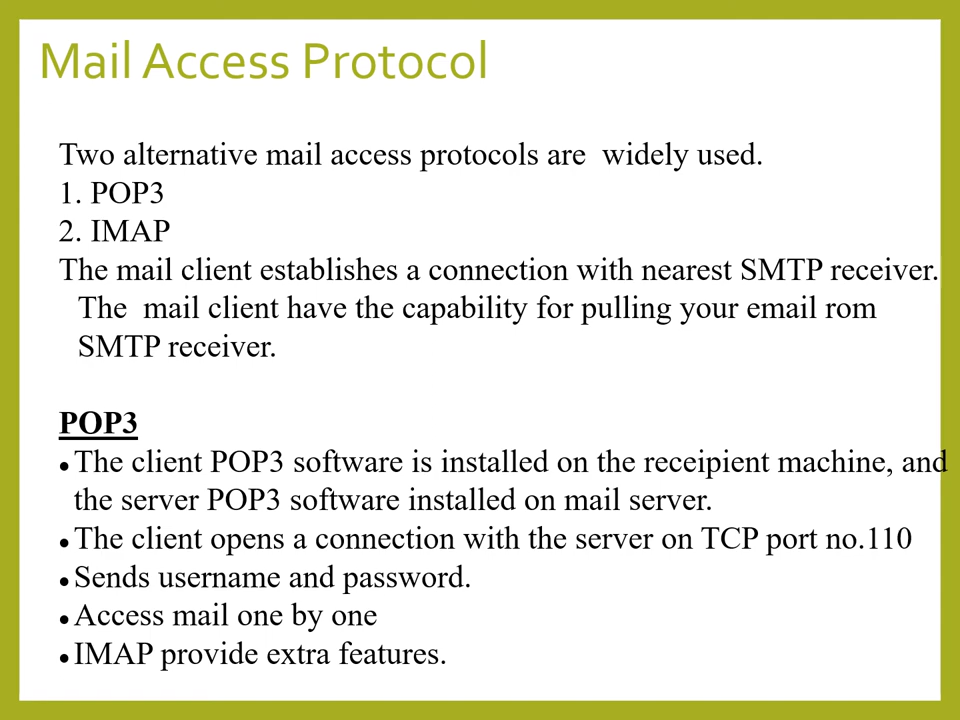 Mail Access Protocol
Two alternative mail access protocols are  widely used.
1. POP3
2. IMAP
The mail client establishes a connection with nearest SMTP receiver.
The  mail client have the capability for pulling your email rom
SMTP receiver.
POP3
● The client POP3 software is installed on the receipient machine, and
the server POP3 software installed on mail server.
● The client opens a connection with the server on TCP port no.110
● Sends username and password.
● Access mail one by one
● IMAP provide extra features.